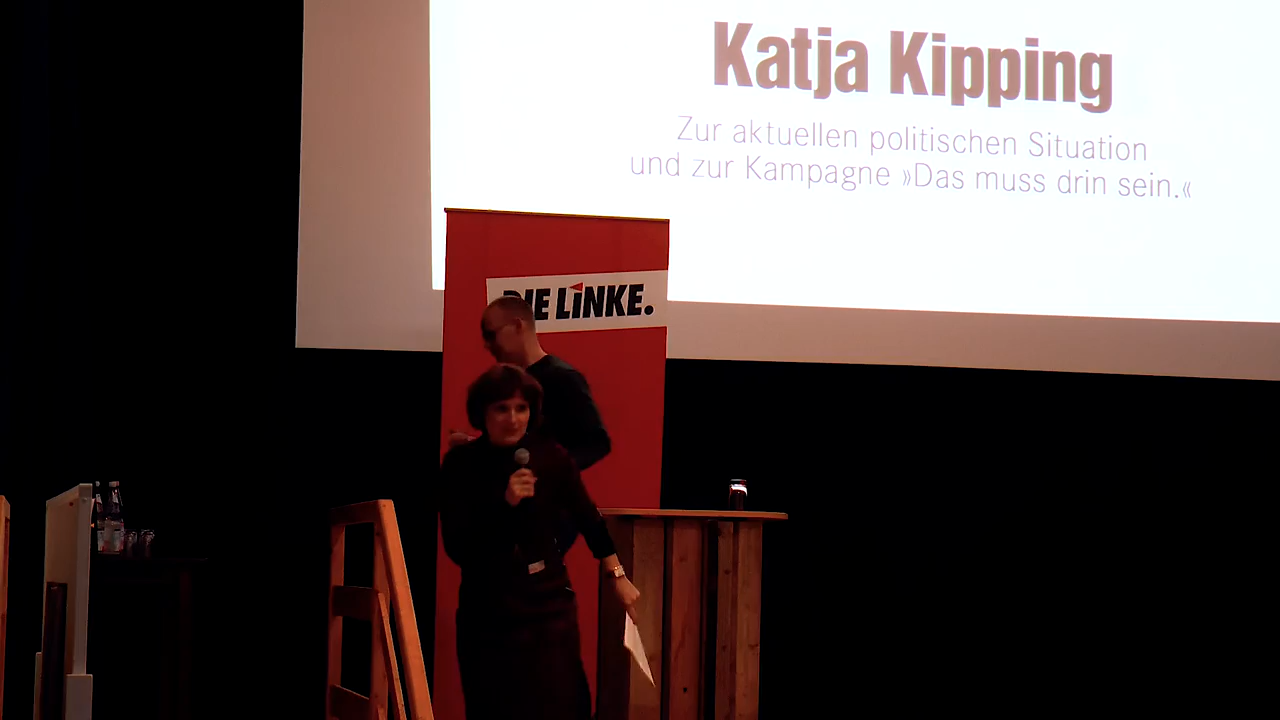 Katja Kipping
Zur aktuellen politischen Situation
und zur Kampagne »Das muss drin sein.«
DIE LINKE.